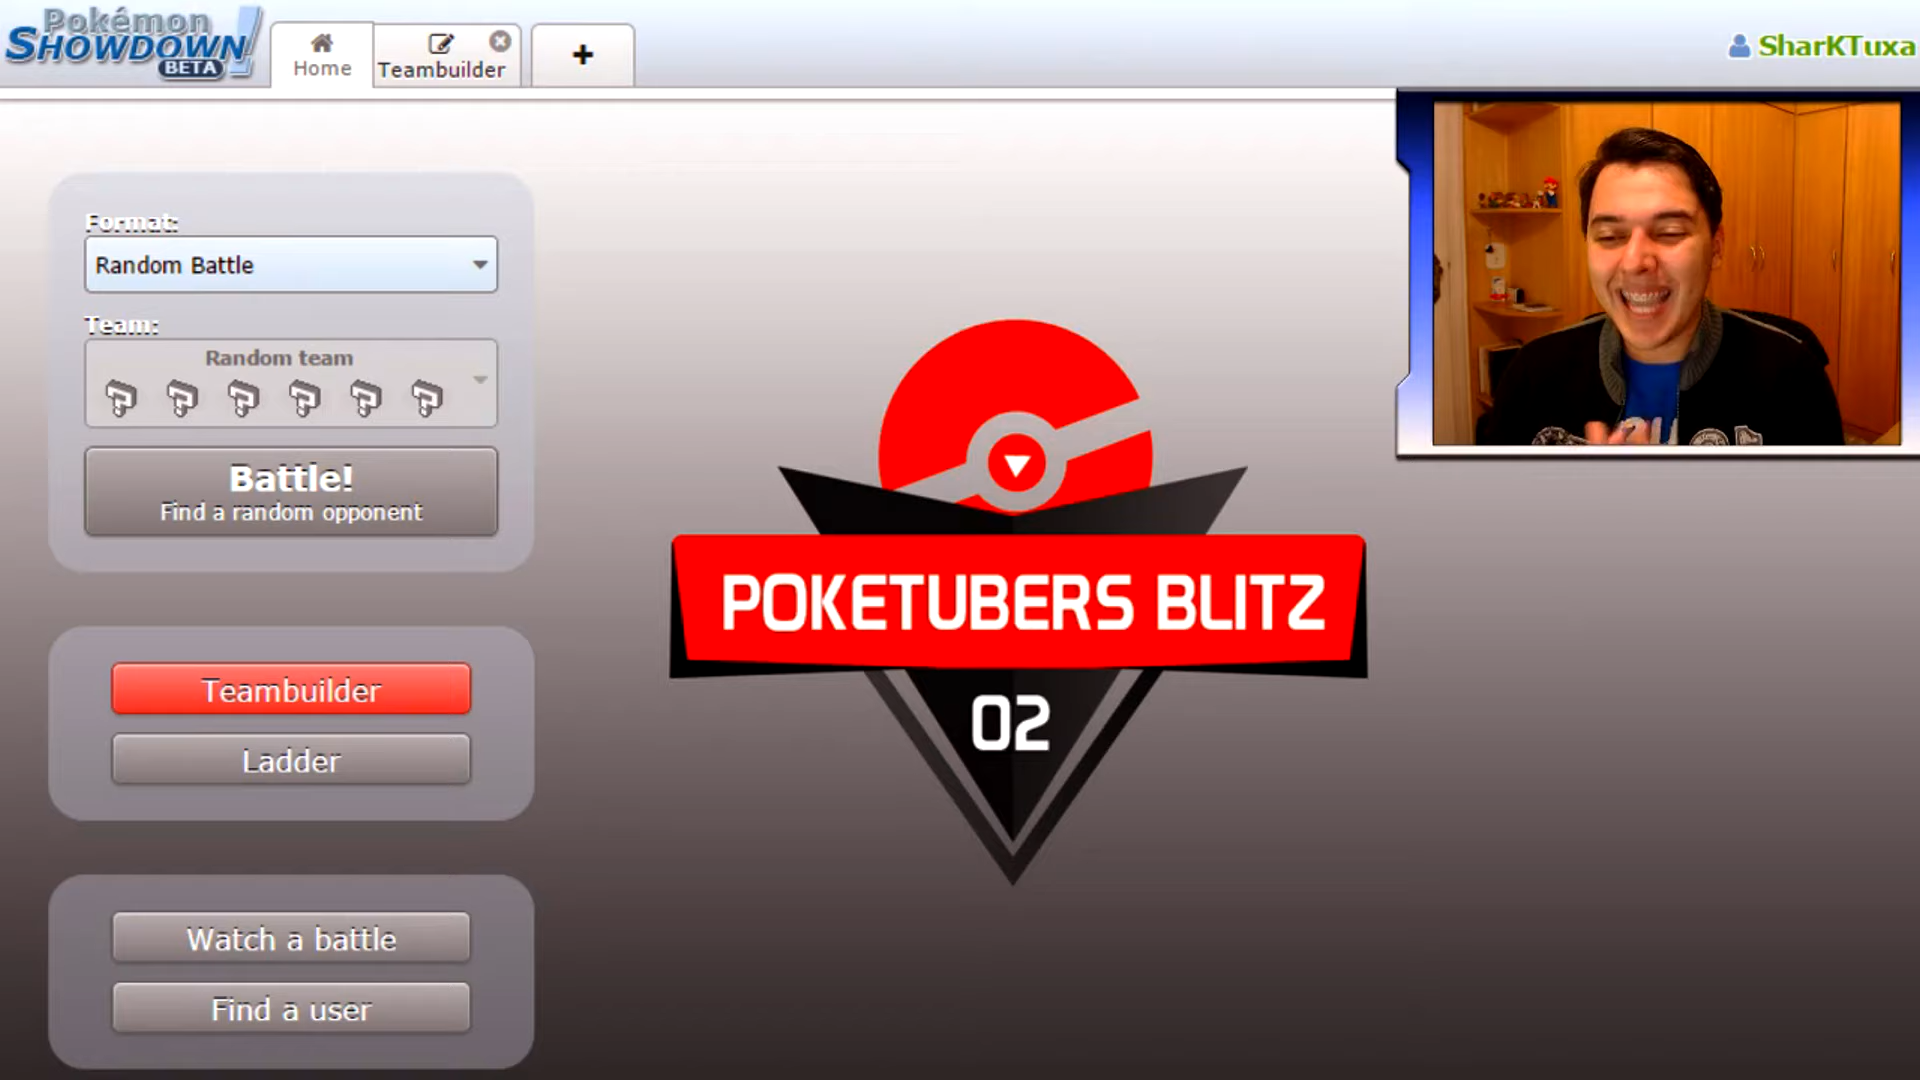 Pokémon
SHOWDOWN!
BETA
Home
Teambuilder
+
SharKTuxa
Format:
Random Battle
Team:
Random team
? ? ? ? ? ?
Battle!
Find a random opponent
Teambuilder
Ladder
Watch a battle
Find a user
POKETUBERS BLITZ
02